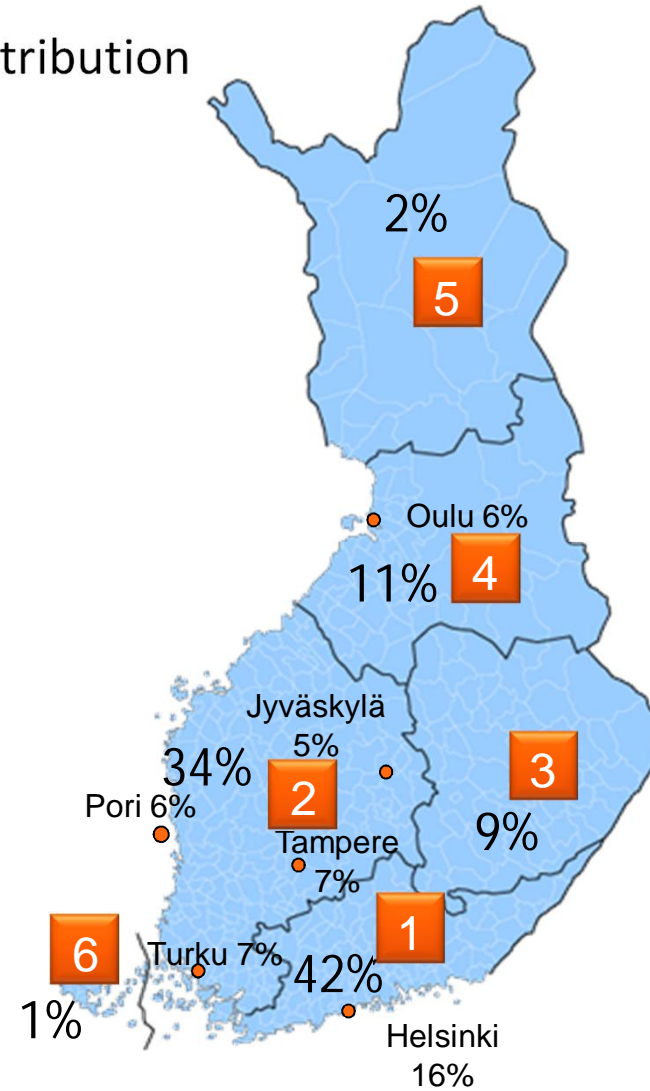 tribution
2%
5
Oulu 6%
11%
4
Jyväskylä
5%
34%
2
3
Pori 6%
9%
Tampere
7%
1
6
Turku 7%
42%
1%
Helsinki
16%